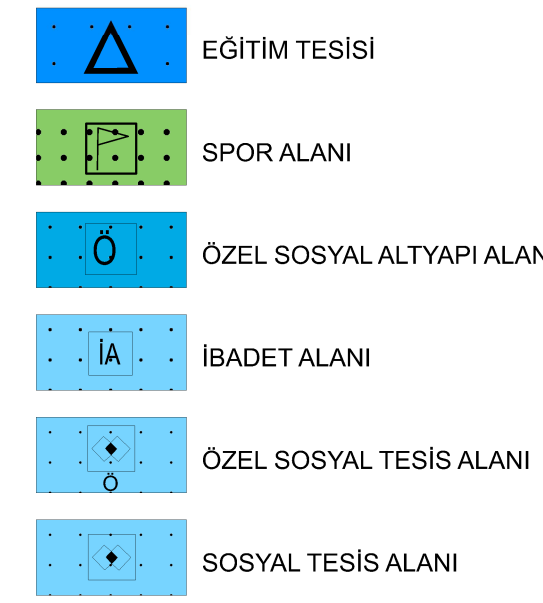 EĞİTİM TESİSİ
SPOR ALANI
Ö
ÖZEL SOSYAL ALTYAPI ALAN
İA
İBADET ALANI
Ö
ÖZEL SOSYAL TESİS ALANI
SOSYAL TESİS ALANI